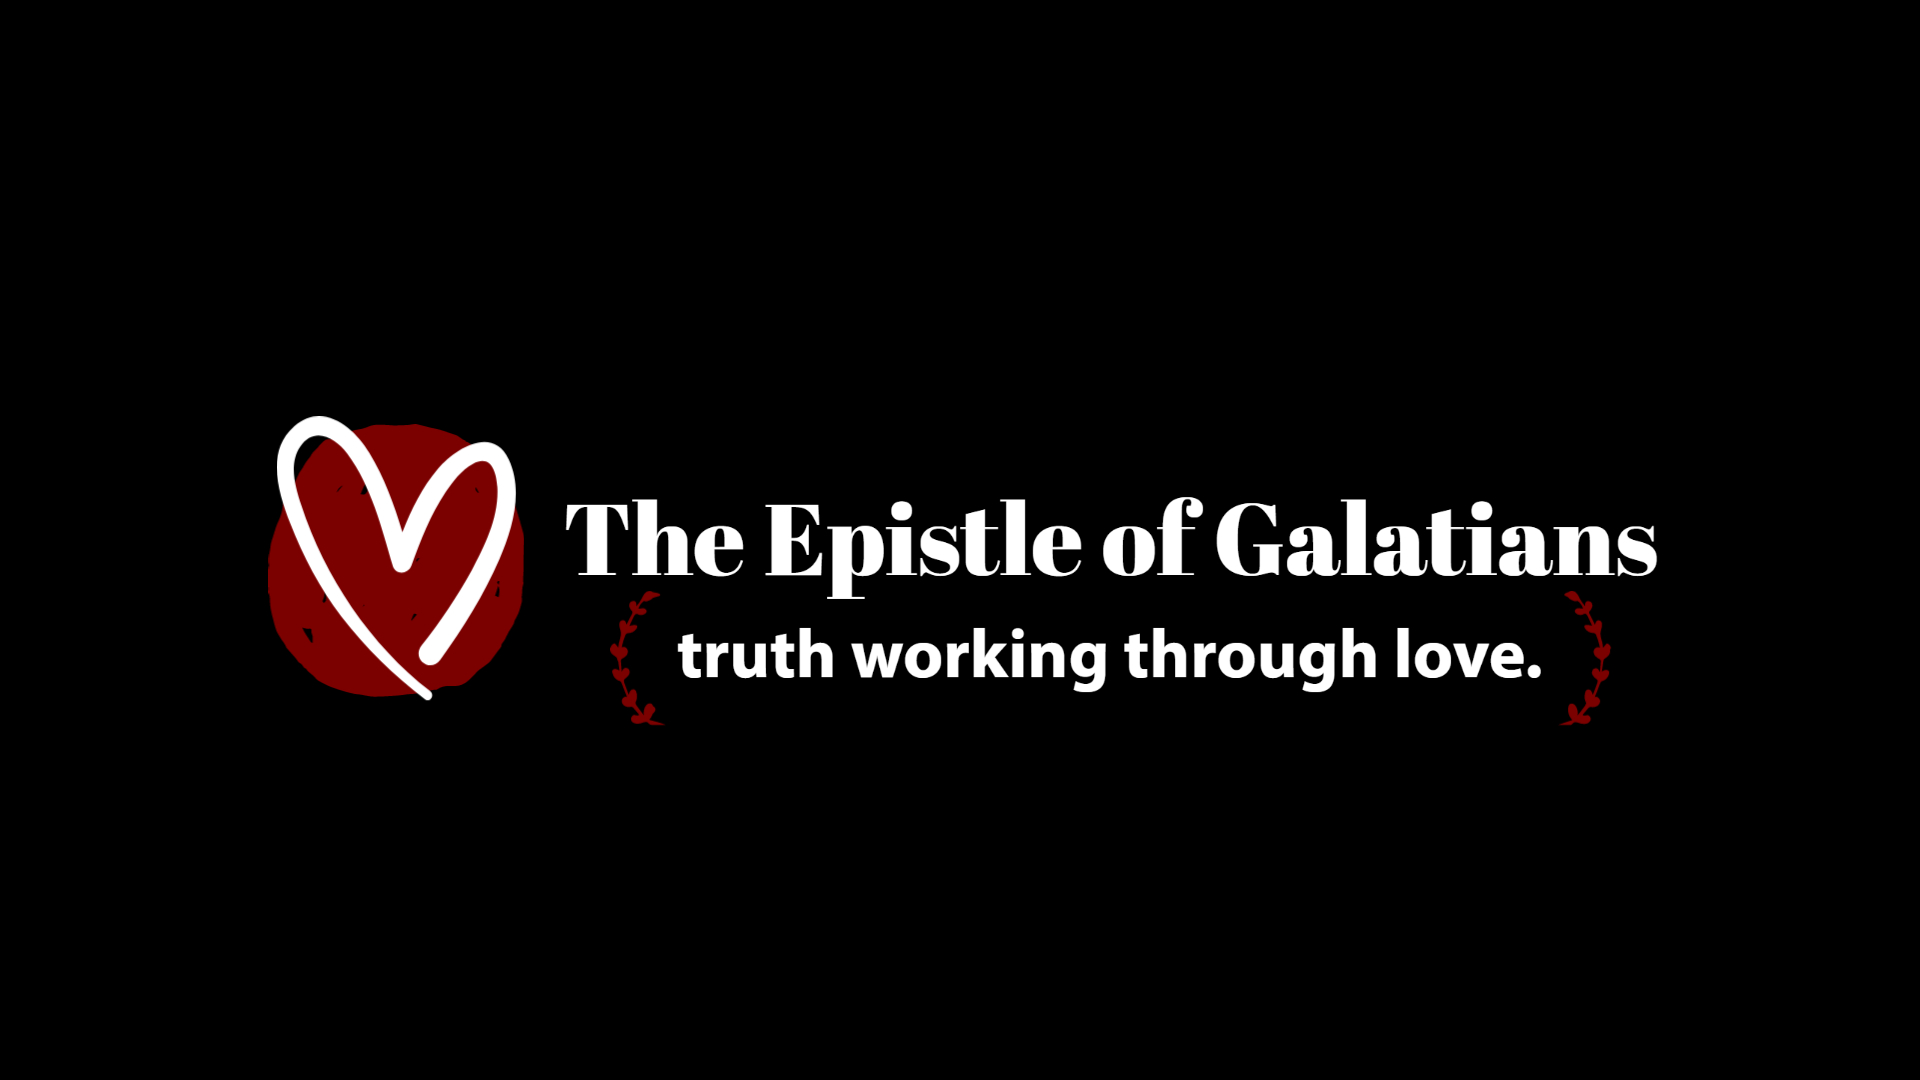 The Epistle of Galatians
truth working through love.